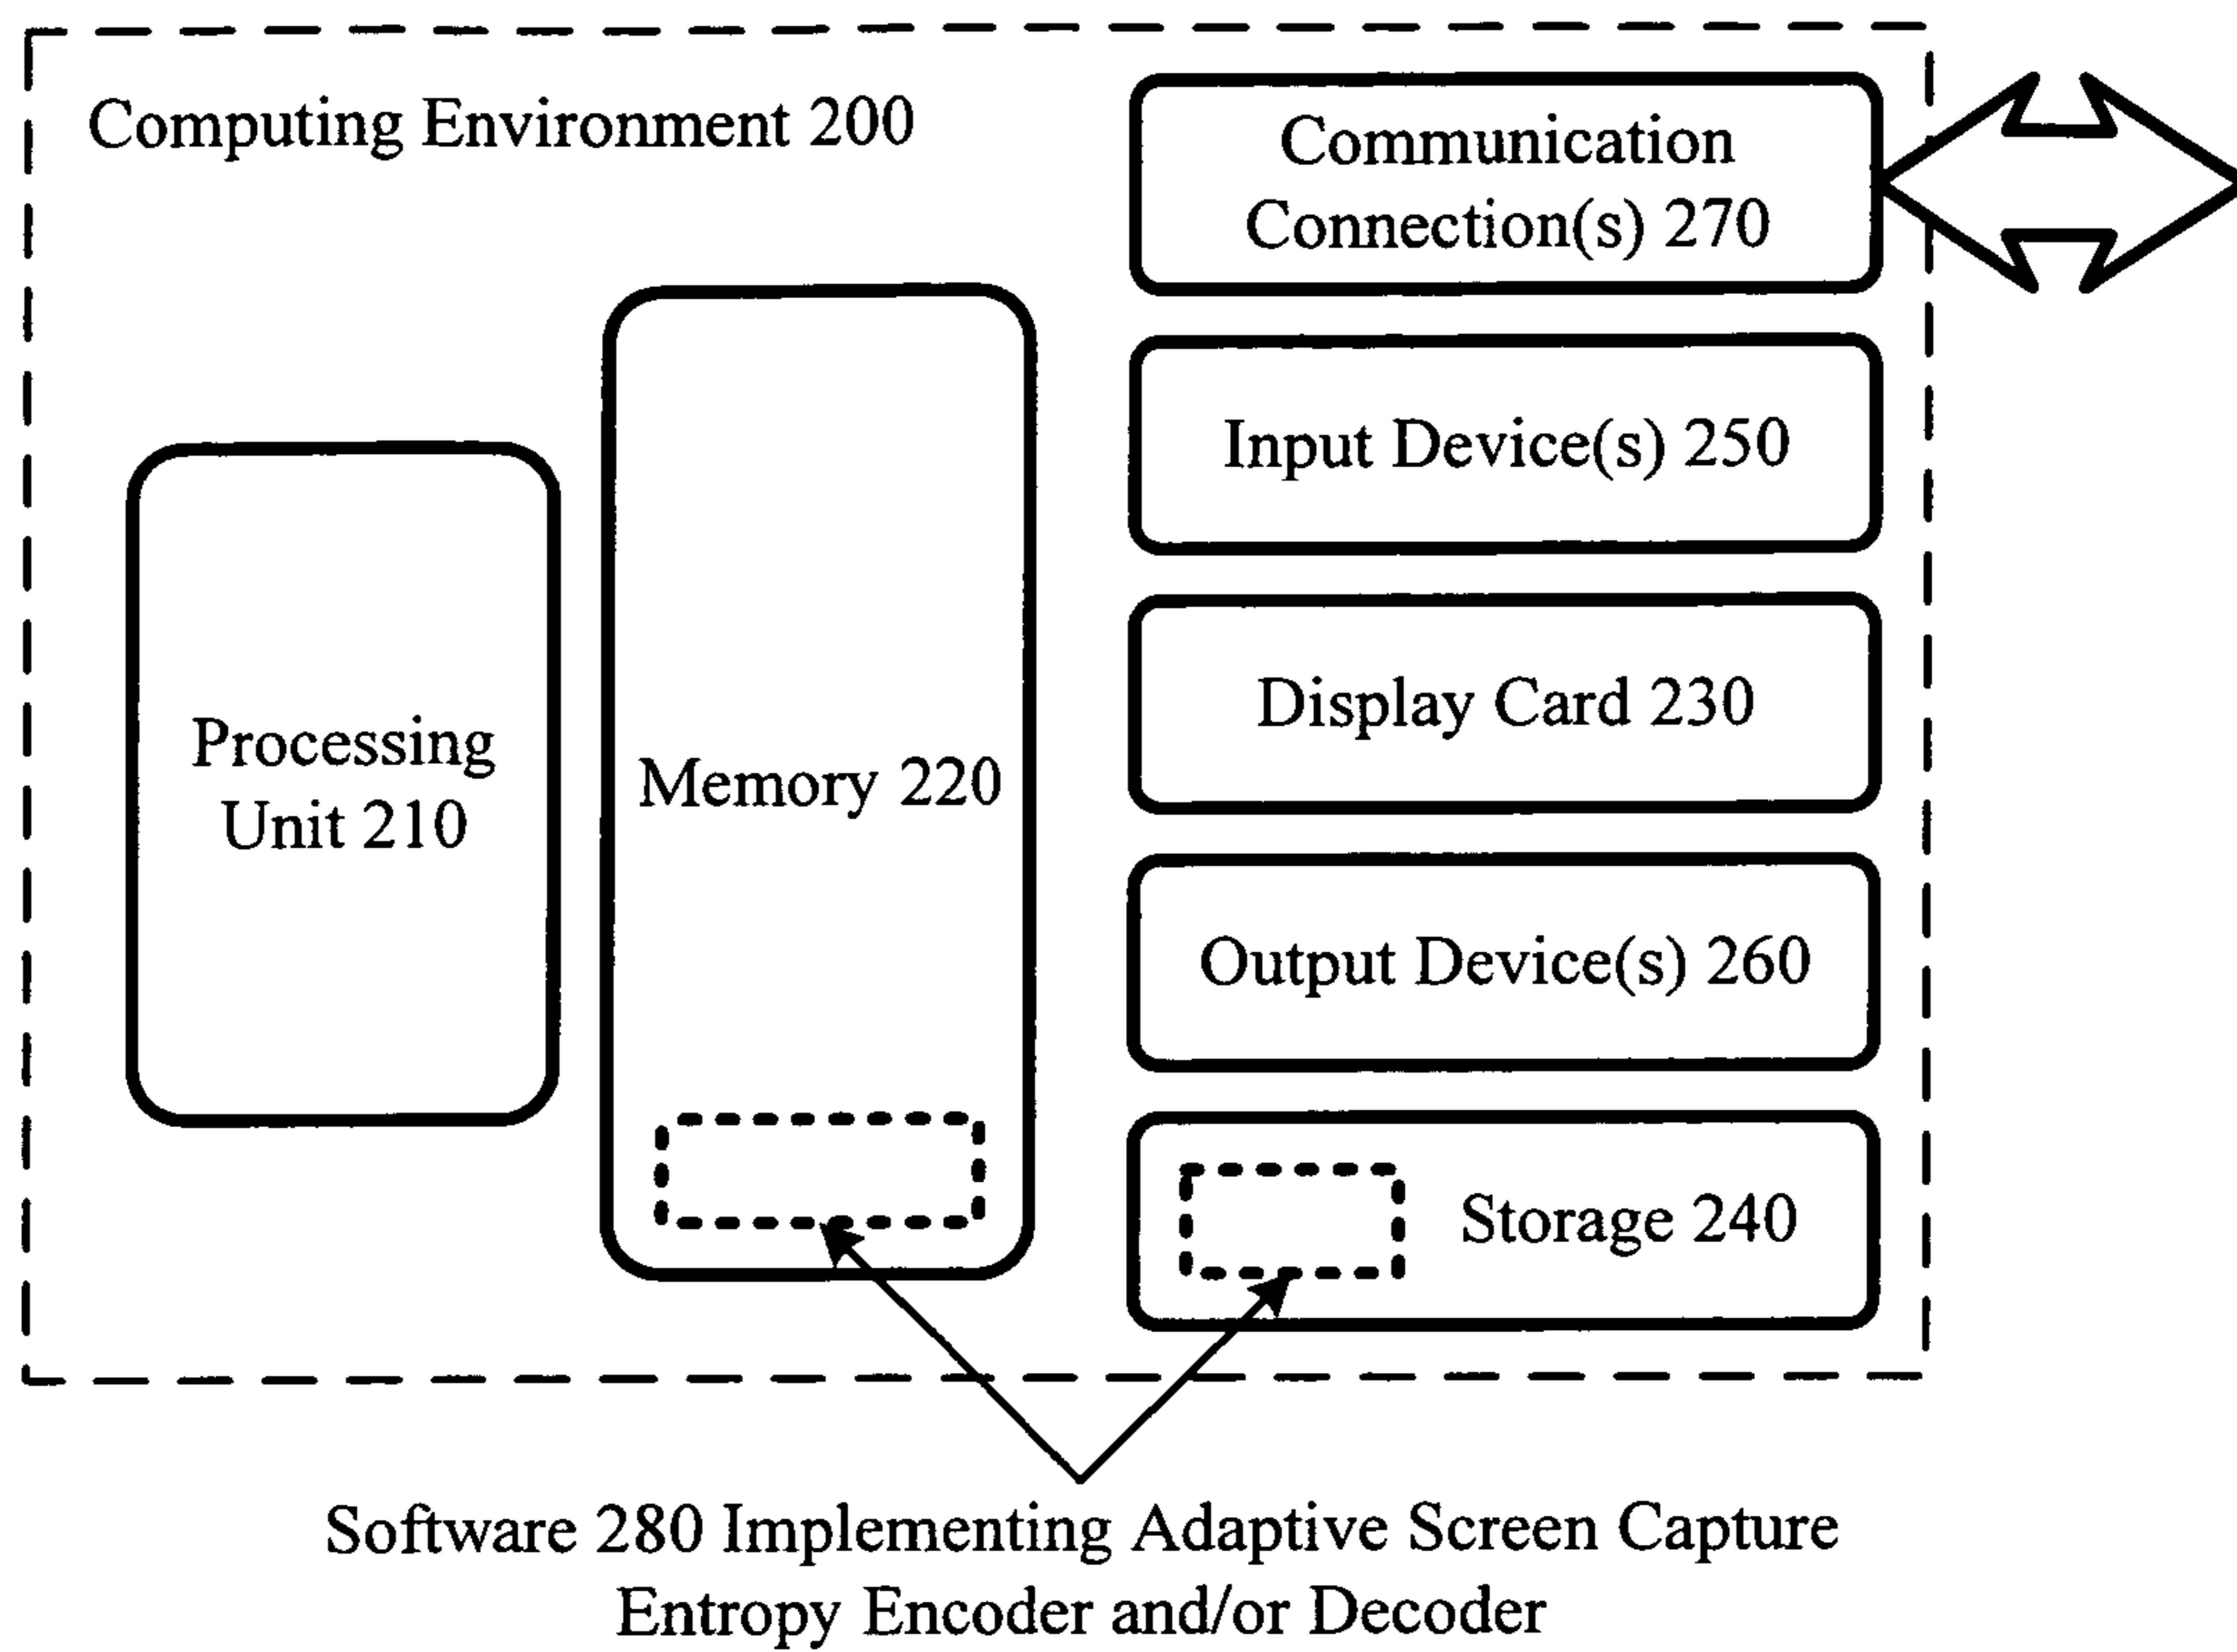 Computing Environment 200
Communication
Connection(s) 270
Input Device(s) 250
Processing
Unit 210
Memory 220
Display Card 230
Output Device(s) 260
Storage 240
Software 280 Implementing Adaptive Screen Capture
Entropy Encoder and/or Decoder